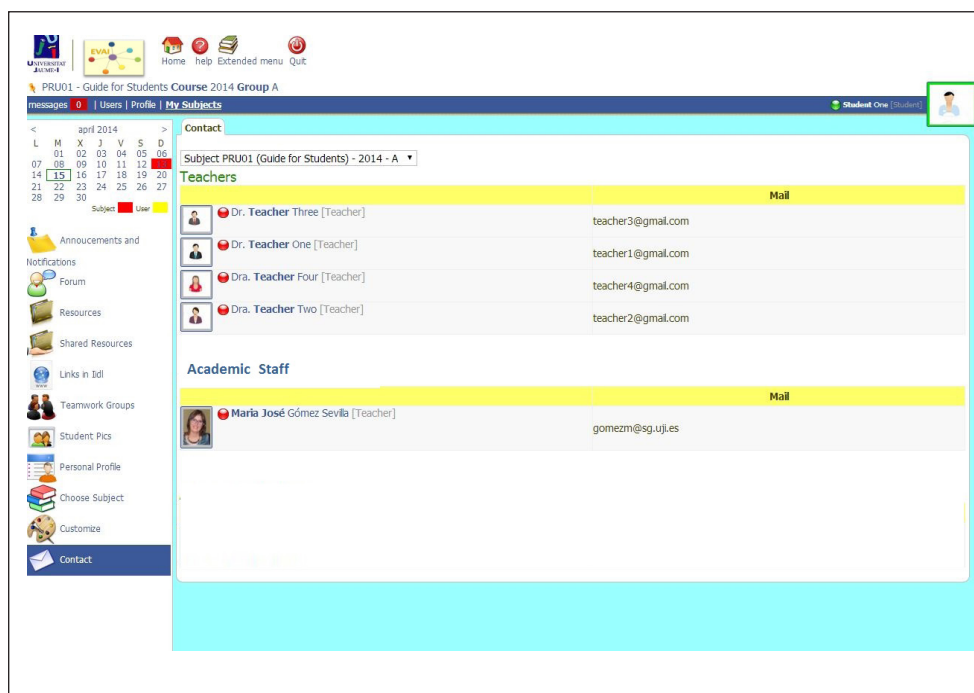 UNIVERSITAT
JAUME·I
EVAI
Home help Extended menu Quit
PRU01 - Guide for Students Course 2014 Group A
messages 0 | Users | Profile | My Subjects
Student One [Student]
< april 2014 >
L M X J V S D
01 02 03 04 05 06
07 08 09 10 11 12
14 15 16 17 18 19 20
21 22 23 24 25 26 27
28 29 30
Subject User
Annoucements and
Notifications
Forum
Resources
Shared Resources
Links in IidI
Teamwork Groups
Student Pics
Personal Profile
Choose Subject
Customize
Contact
Contact
Subject PRU01 (Guide for Students) - 2014 - A
Teachers
Mail
Dr. Teacher Three [Teacher]
teacher3@gmail.com
Dr. Teacher One [Teacher]
teacher1@gmail.com
Dra. Teacher Four [Teacher]
teacher4@gmail.com
Dra. Teacher Two [Teacher]
teacher2@gmail.com
Academic Staff
Mail
Maria José Gómez Sevilla [Teacher]
gomezm@sg.uji.es